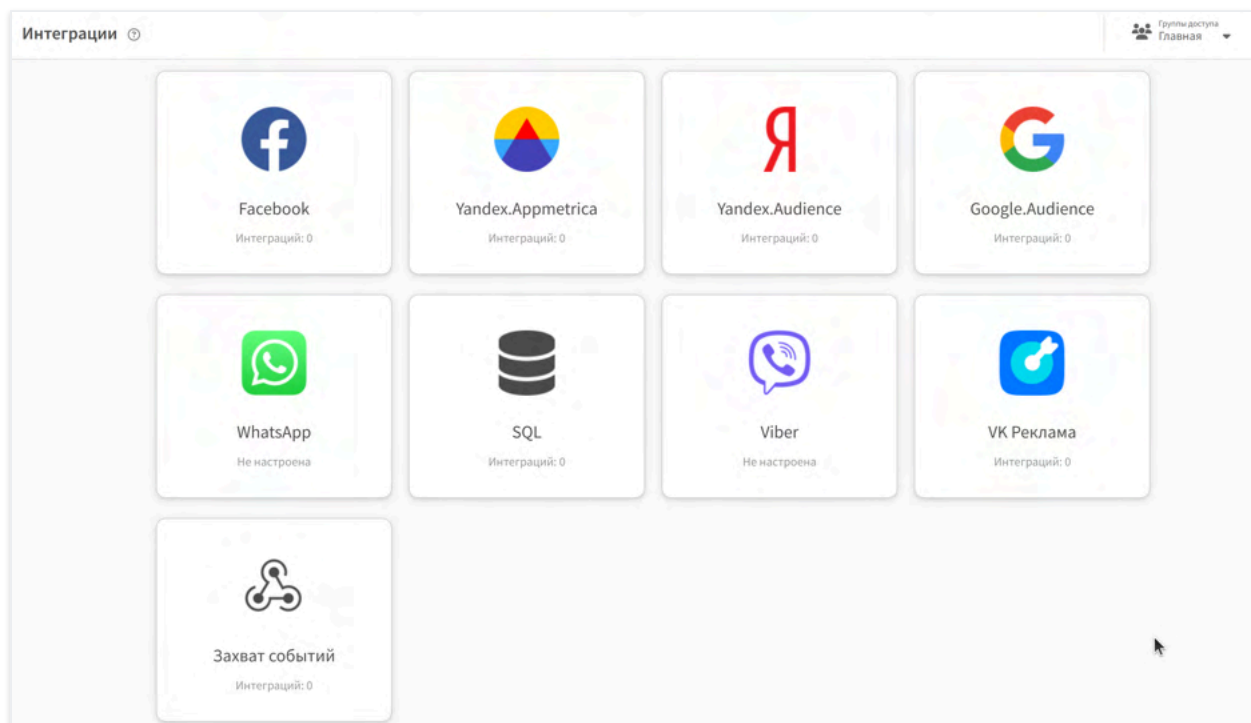 Интеграции
Группы доступа
Главная
Facebook
Интеграций: 0
Yandex.Appmetrica
Интеграций: 0
Yandex.Audience
Интеграций: 0
Google.Audience
Интеграций: 0
WhatsApp
Не настроена
SQL
Интеграций: 0
Viber
Не настроена
VK Реклама
Интеграций: 0
Захват событий
Интеграций: 0